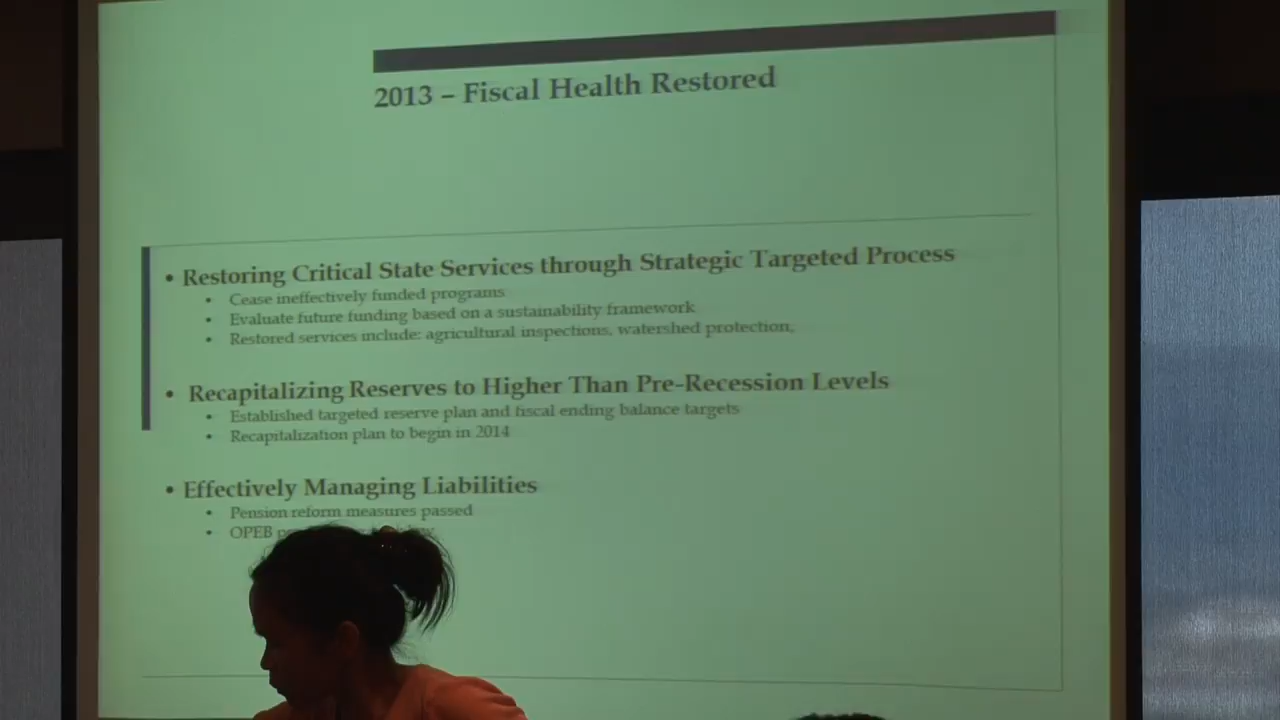 2013 – Fiscal Health Restored
• Restoring Critical State Services through Strategic Targeted Process
• Cease ineffectively funded programs
• Evaluate future funding based on a sustainability framework
• Restored services include: agricultural inspections, watershed protection,
• Recapitalizing Reserves to Higher Than Pre-Recession Levels
• Established targeted reserve plan and fiscal ending balance targets
• Recapitalization plan to begin in 2014
• Effectively Managing Liabilities
• Pension reform measures passed
• OPEB